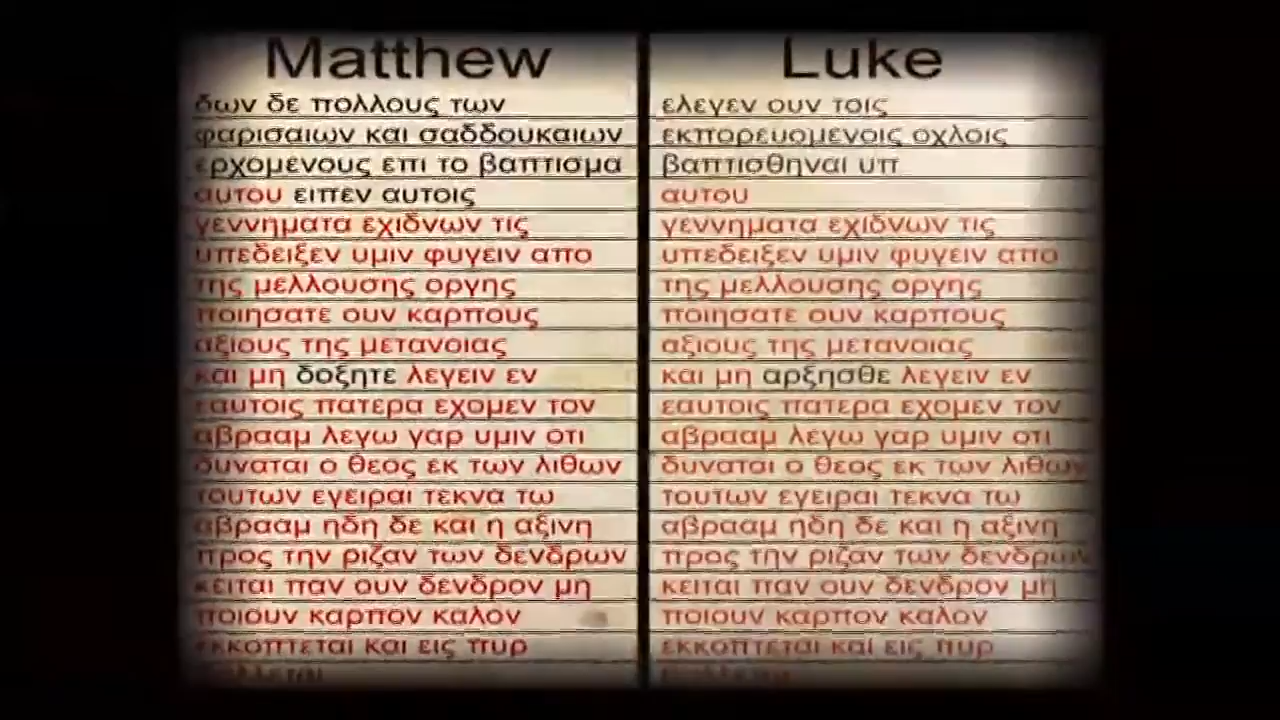 Matthew
δων δε πολλους των
φαρισαιων και σαδδουκαιων
ερχομενους επι το βαπτισμα
αυτου ειπεν αυτοις
γεννηματα εχιδνων τις
υπεδειξεν υμιν φυγειν απο
της μελλουσης οργης
ποιησατε ουν καρπους
αξιους της μετανοιας
και μη δοξητε λεγειν εν
εαυτοις πατερα εχομεν τον
αβρααμ λεγω γαρ υμιν οτι
δυναται ο θεος εκ των λιθων
τουτων εγειραι τεκνα τω
αβρααμ ηδη δε και η αξινη
προς την ριζαν των δενδρων
κειται παν ουν δενδρον μη
ποιουν καρπον καλον
εκκοπτεται και εις πυρ
Luke
ελεγεν ουν τοις
εκπορευομενοις οχλοις
βαπτισθηναι υπ
αυτου
γεννηματα εχιδνων τις
υπεδειξεν υμιν φυγειν απο
της μελλουσης οργης
ποιησατε ουν καρπους
αξιους της μετανοιας
και μη αρξησθε λεγειν εν
εαυτοις πατερα εχομεν τον
αβρααμ λεγω γαρ υμιν οτι
δυναται ο θεος εκ των λιθων
τουτων εγειραι τεκνα τω
αβρααμ ηδη δε και η αξινη
προς την ριζαν των δενδρων
κειται παν ουν δενδρον μη
ποιουν καρπον καλον
εκκοπτεται και εις πυρ